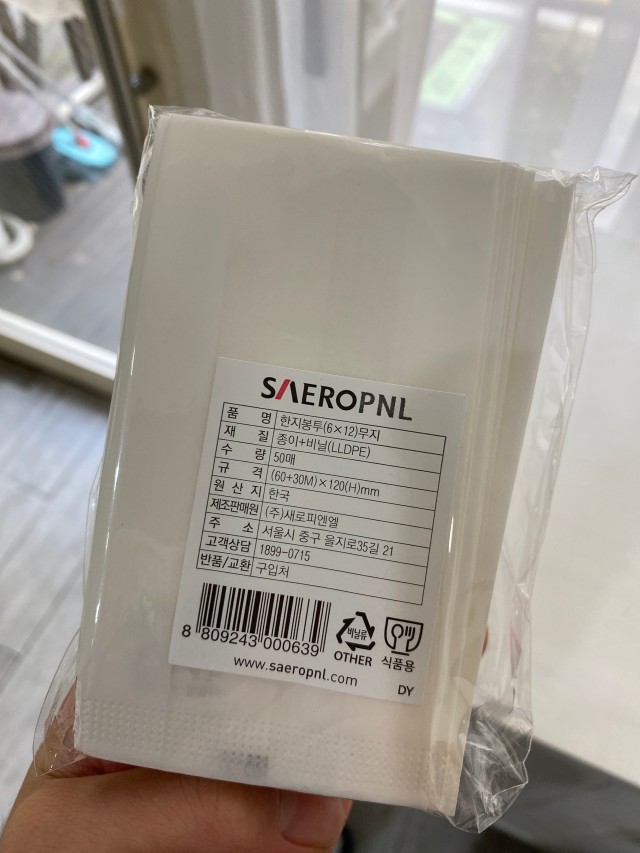 SAEROPNL
품 명 한지봉투(6×12)무지
재 질 종이+비닐(LLDPE)
수 량 50매
규 격 (60+30M)×120(H)mm
원 산 지 한국
제조판매원 (주)새로피엔엘
주 소 서울시 중구 을지로35길 21
고객상담 1899-0715
반품/교환 구입처
8 809243 000639
비닐류
OTHER
식품용
www.saeropnl.com
DY